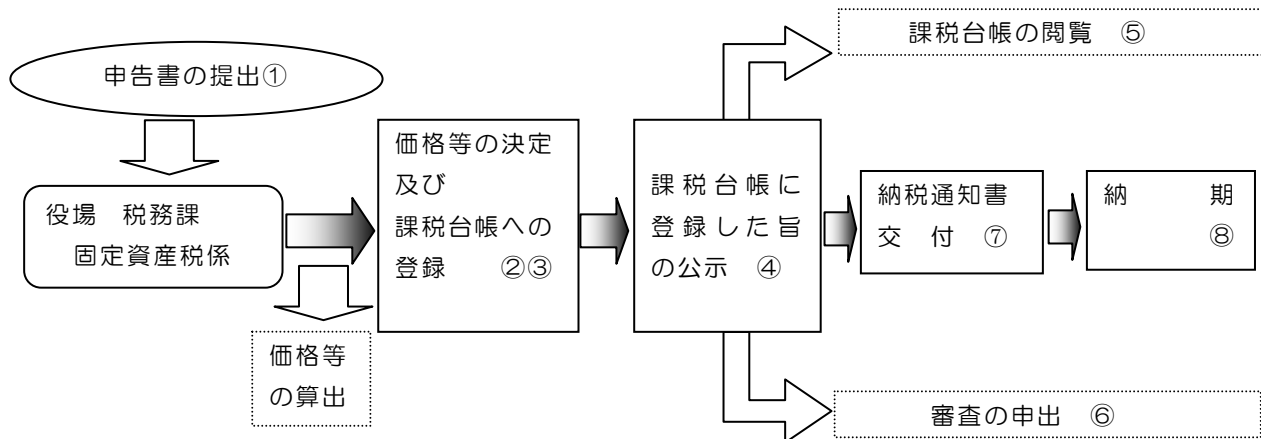 申告書の提出①
役場　税務課
固定資産税係
価格等
の算出
価格等の決定
及び
課税台帳への
登録　②③
課税台帳に
登録した旨
の公示　④
課税台帳の閲覧　⑤
審査の申出　⑥
納税通知書
交　付　⑦
納　期
⑧